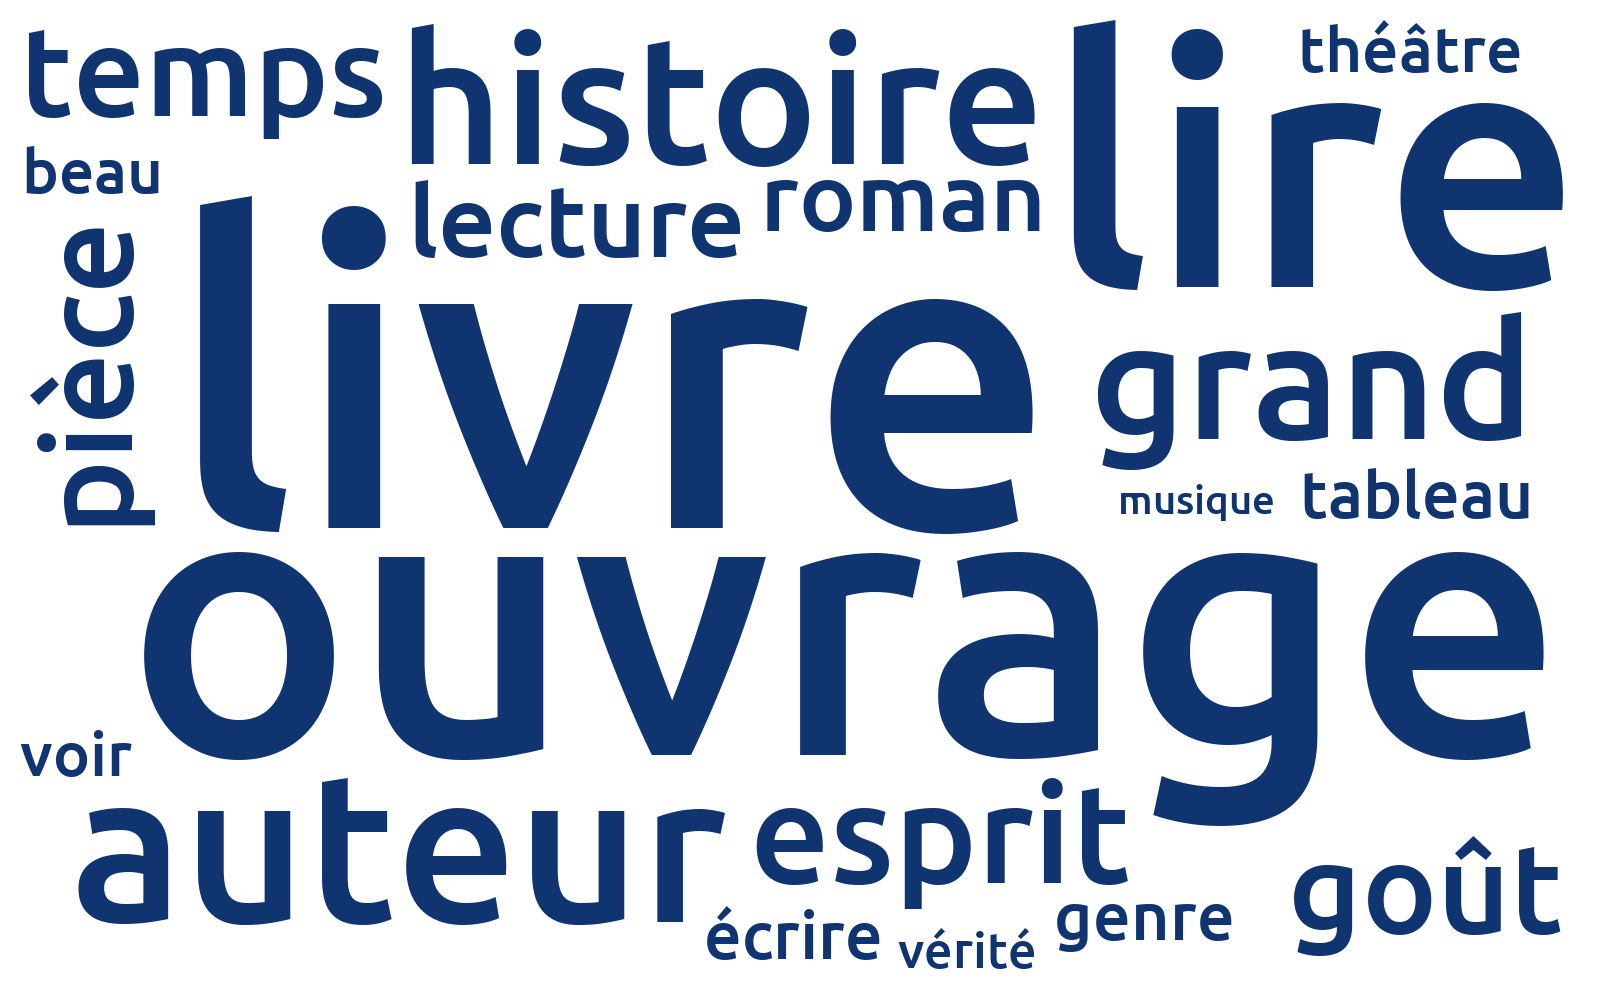 temps
histoire
lire
théâtre
beau
lecture
roman
pièce
livre
grand
musique
tableau
ouvrage
voir
auteur
esprit
goût
écrire
vérité
genre